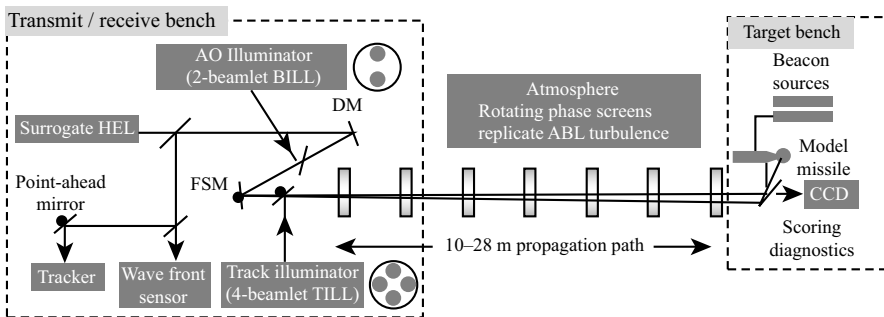 Transmit / receive bench
AO Illuminator
(2-beamlet BILL)
DM
Surrogate HEL
FSM
Point-ahead
mirror
Tracker
Wave front
sensor
Track illuminator
(4-beamlet TILL)
Atmosphere
Rotating phase screens
replicate ABL turbulence
10–28 m propagation path
Target bench
Beacon
sources
Model
missile
CCD
Scoring
diagnostics